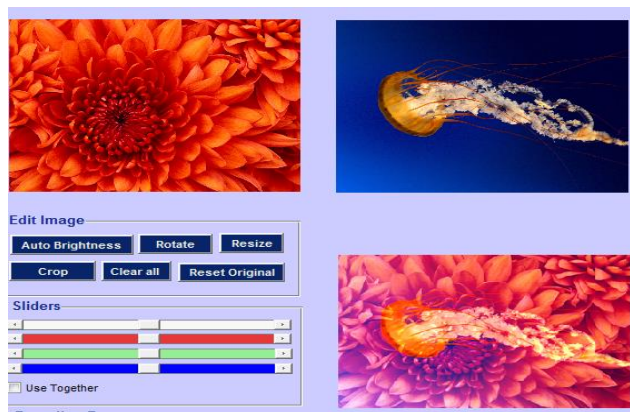 Edit Image
Auto Brightness Rotate Resize
Crop Clear all Reset Original
Sliders
Use Together